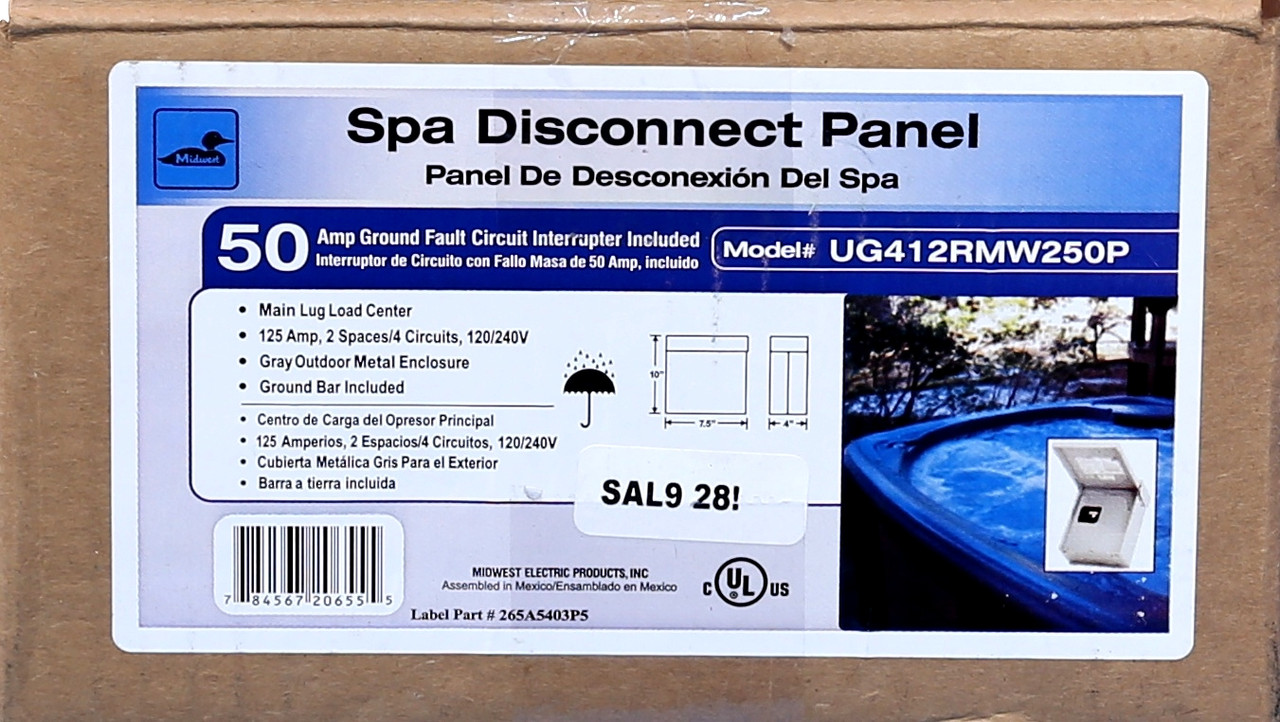 Midwest
Spa Disconnect Panel
Panel De Desconexión Del Spa
50 Amp Ground Fault Circuit Interrupter Included
Interruptor de Circuito con Fallo Masa de 50 Amp, incluido
Model# UG412RMW250P
• Main Lug Load Center
• 125 Amp, 2 Spaces/4 Circuits, 120/240V
• Gray Outdoor Metal Enclosure
• Ground Bar Included
• Centro de Carga del Opresor Principal
• 125 Amperios, 2 Espacios/4 Circuitos, 120/240V
• Cubierta Metálica Gris Para el Exterior
• Barra a tierra incluida
10"
7.5"
4"
SAL9 28!
7 84567 20655 5
MIDWEST ELECTRIC PRODUCTS, INC
Assembled in Mexico/Ensamblado en Mexico
Label Part # 265A5403P5
C UL® US